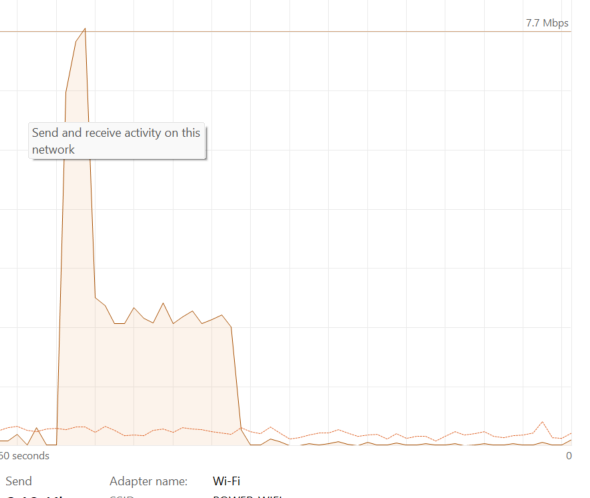 7.7 Mbps
Send and receive activity on this
network
60 seconds
0
Send
Adapter name:
Wi-Fi